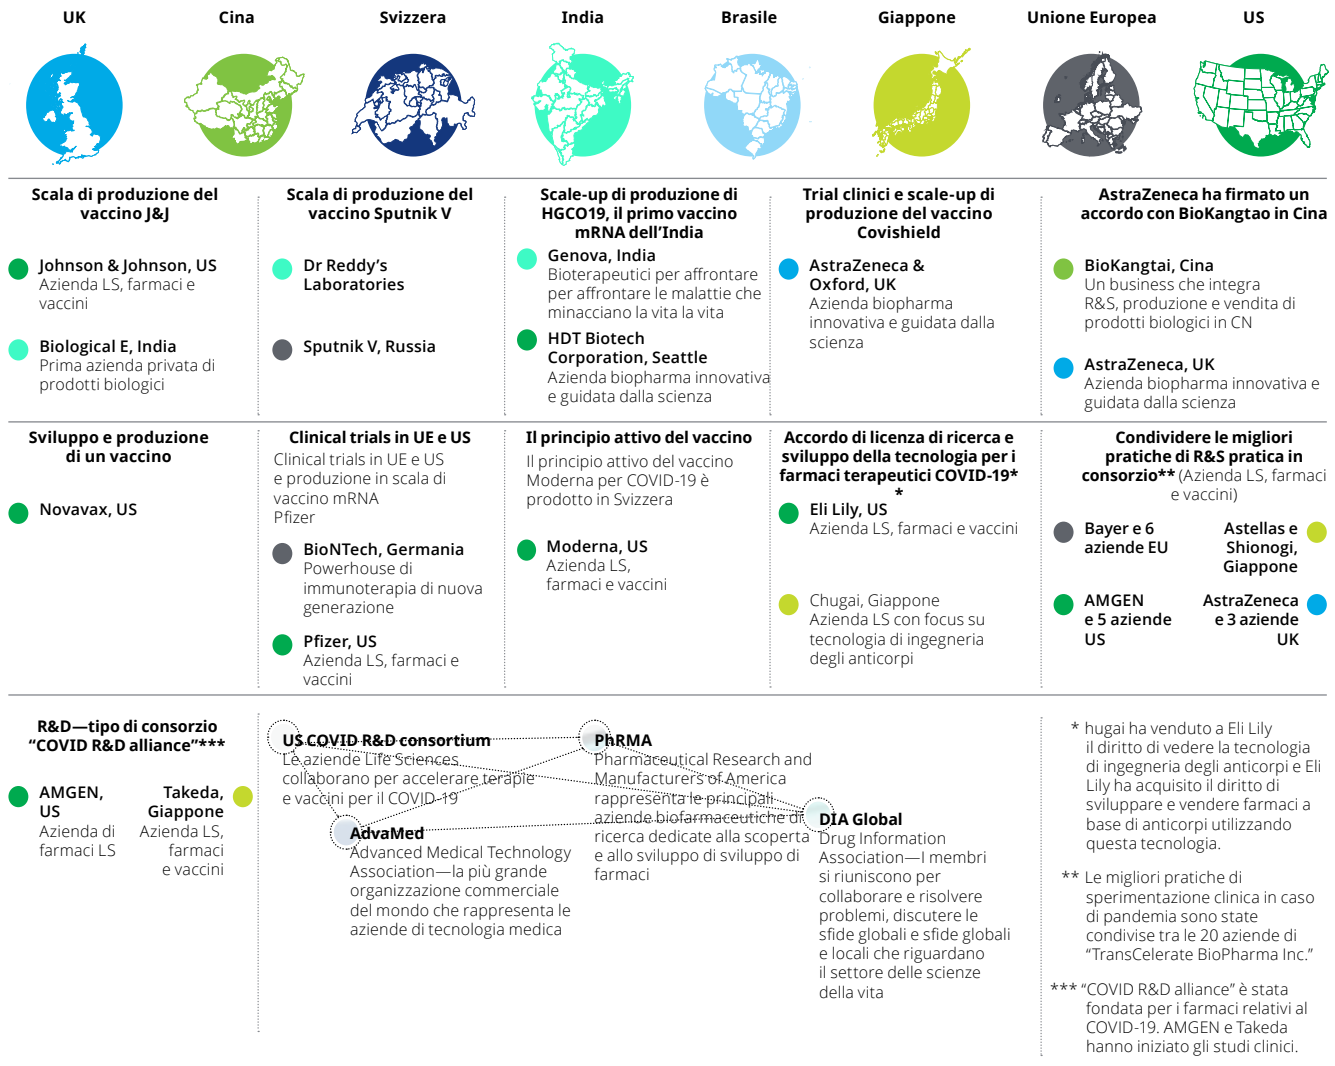 UK
Cina
Svizzera
India
Brasile
Giappone
Unione Europea
US
Scala di produzione del
vaccino J&J
Johnson & Johnson, US
Azienda LS, farmaci e
vaccini
Biological E, India
Prima azienda privata di
prodotti biologici
Scala di produzione del
vaccino Sputnik V
Dr Reddy’s
Laboratories
Sputnik V, Russia
Scale-up di produzione di
HGCO19, il primo vaccino
mRNA dell’India
Genova, India
Bioterapeutici per affrontare
per affrontare le malattie che
minacciano la vita la vita
HDT Biotech
Corporation, Seattle
Azienda biopharma innovativa
e guidata dalla scienza
Trial clinici e scale-up di
produzione del vaccino
Covishield
AstraZeneca &
Oxford, UK
Azienda biopharma
innovativa e guidata dalla
scienza
AstraZeneca ha firmato un
accordo con BioKangtao in Cina
BioKangtai, Cina
Un business che integra
R&S, produzione e vendita di
prodotti biologici in CN
AstraZeneca, UK
Azienda biopharma innovativa e
guidata dalla scienza
Sviluppo e produzione
di un vaccino
Novavax, US
Clinical trials in UE e US
Clinical trials in UE e US
e produzione in scala di
vaccino mRNA
Pfizer
BioNTech, Germania
Powerhouse di
immunoterapia di nuova
generazione
Pfizer, US
Azienda LS, farmaci e
vaccini
Il principio attivo del vaccino
Il principio attivo del vaccino
Moderna per COVID-19 è
prodotto in Svizzera
Moderna, US
Azienda LS,
farmaci e vaccini
Accordo di licenza di ricerca e
sviluppo della tecnologia per i
farmaci terapeutici COVID-19*
*
Eli Lily, US
Azienda LS, farmaci e vaccini
Chugai, Giappone
Azienda LS con focus su
tecnologia di ingegneria
degli anticorpi
Condividere le migliori
pratiche di R&S pratica in
consorzio** (Azienda LS, farmaci
e vaccini)
Bayer e 6
aziende EU
Astellas e
Shionogi,
Giappone
AMGEN
e 5 aziende
US
AstraZeneca
e 3 aziende
UK
R&D—tipo di consorzio
“COVID R&D alliance”***
AMGEN,
US
Azienda di
farmaci LS
Takeda,
Giappone
Azienda LS,
farmaci
e vaccini
US COVID R&D consortium
Le aziende Life Sciences
collaborano per accelerare terapie
e vaccini per il COVID-19
AdvaMed
Advanced Medical Technology
Association—la più grande
organizzazione commerciale
del mondo che rappresenta le
aziende di tecnologia medica
PhRMA
Pharmaceutical Research and
Manufacturers of America
rappresenta le principali
aziende biofarmaceutiche di
ricerca dedicate alla scoperta
e allo sviluppo di sviluppo di
farmaci
DIA Global
Drug Information
Association—I membri
si riuniscono per
collaborare e risolvere
problemi, discutere le
sfide globali e sfide globali
e locali che riguardano
il settore delle scienze
della vita
* hugai ha venduto a Eli Lily
il diritto di vedere la tecnologia
di ingegneria degli anticorpi e Eli
Lily ha acquisito il diritto di
sviluppare e vendere farmaci a
base di anticorpi utilizzando
questa tecnologia.
** Le migliori pratiche di
sperimentazione clinica in caso
di pandemia sono state
condivise tra le 20 aziende di
“TransCelerate BioPharma Inc.”
*** “COVID R&D alliance” è stata
fondata per i farmaci relativi al
COVID-19. AMGEN e Takeda
hanno iniziato gli studi clinici.